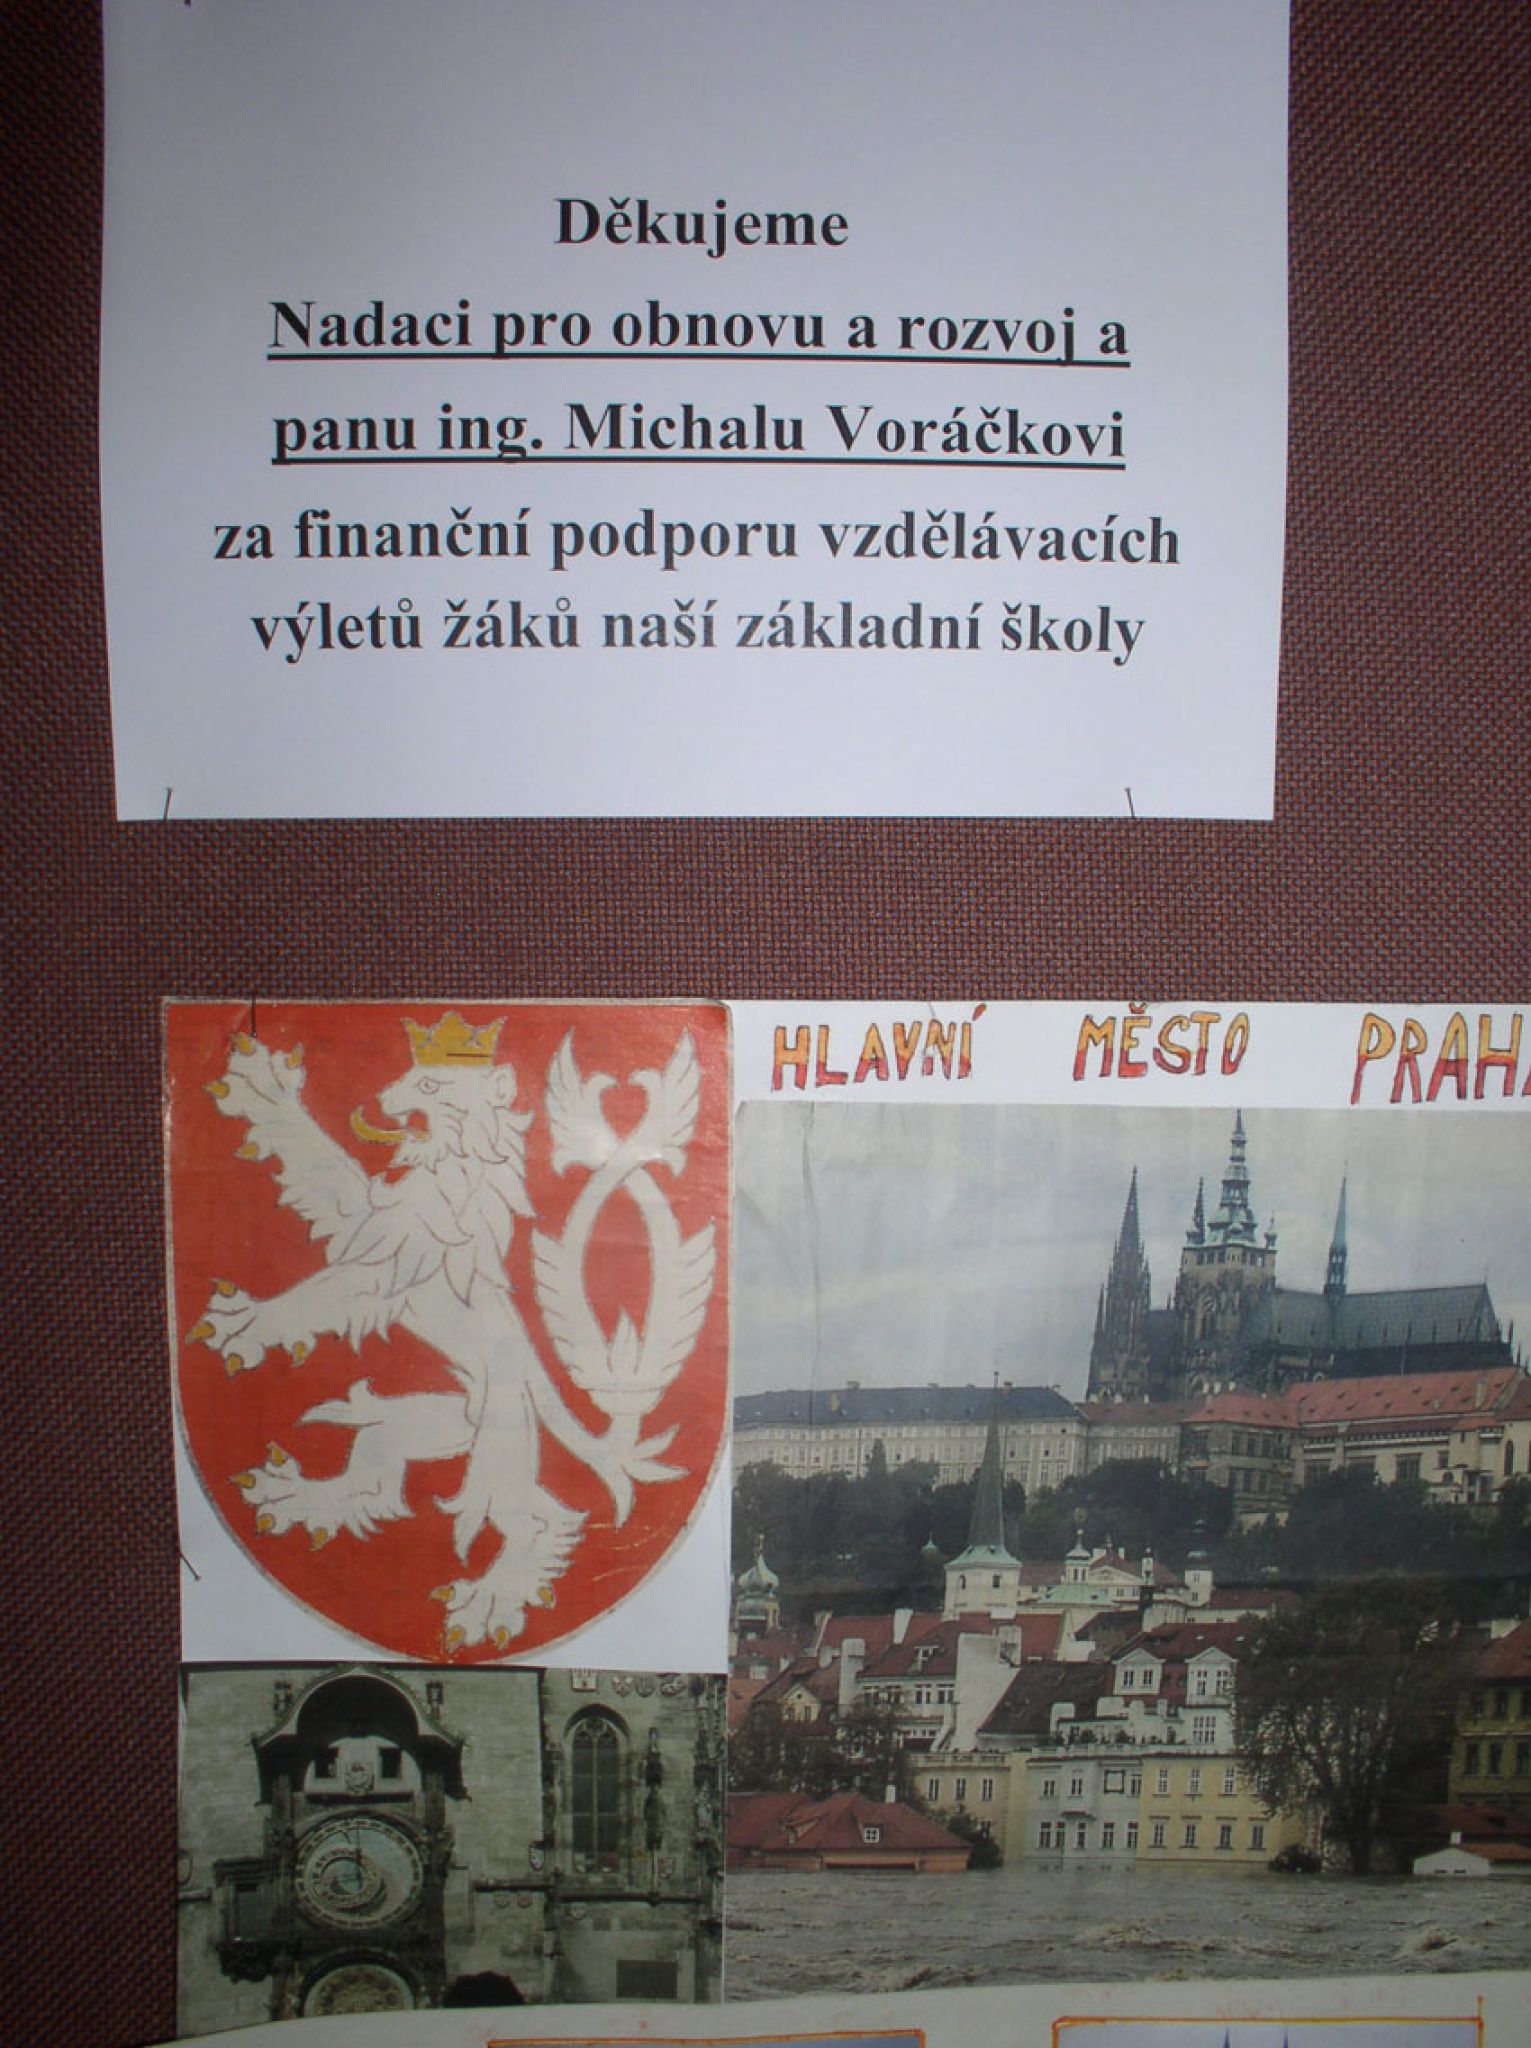 Děkujeme
Nadaci pro obnovu a rozvoj a
panu ing. Michalu Voráčkovi
za finanční podporu vzdělávacích
výletů žáků naší základní školy
HLAVNÍ MĚSTO PRAHA